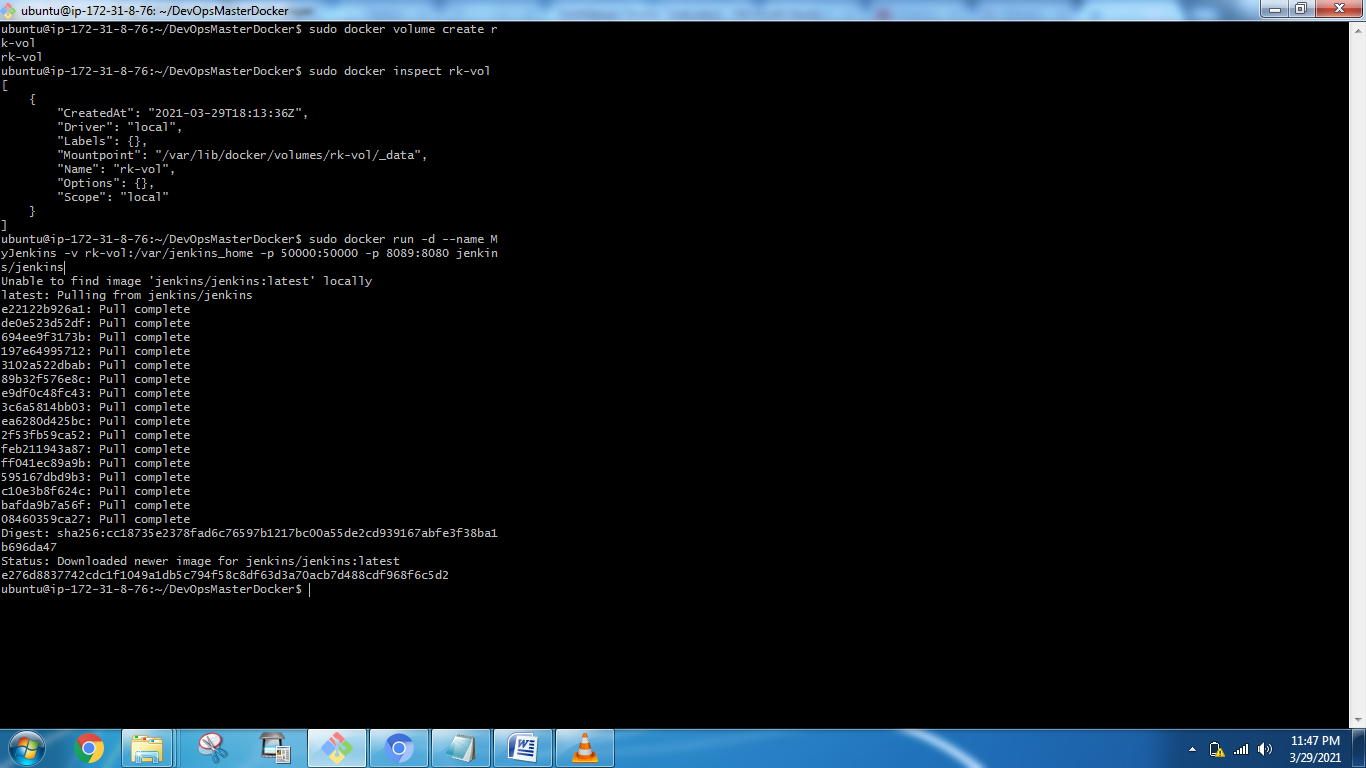 ubuntu@ip-172-31-8-76: ~/DevOpsMasterDocker
ubuntu@ip-172-31-8-76:~/DevOpsMasterDocker$ sudo docker volume create r
k-vol
rk-vol
ubuntu@ip-172-31-8-76:~/DevOpsMasterDocker$ sudo docker inspect rk-vol
[
    {
        "CreatedAt": "2021-03-29T18:13:36Z",
        "Driver": "local",
        "Labels": {},
        "Mountpoint": "/var/lib/docker/volumes/rk-vol/_data",
        "Name": "rk-vol",
        "Options": {},
        "Scope": "local"
    }
]
ubuntu@ip-172-31-8-76:~/DevOpsMasterDocker$ sudo docker run -d --name M
yJenkins -v rk-vol:/var/jenkins_home -p 50000:50000 -p 8089:8080 jenkin
s/jenkins
Unable to find image 'jenkins/jenkins:latest' locally
latest: Pulling from jenkins/jenkins
e22122b926a1: Pull complete
de0e523d52df: Pull complete
694ee9f3173b: Pull complete
197e64995712: Pull complete
3102a522dbab: Pull complete
89b32f576e8c: Pull complete
e9df0c48fc43: Pull complete
3c6a5814bb03: Pull complete
ea6280d425bc: Pull complete
2f53fb59ca52: Pull complete
feb211943a87: Pull complete
ff041ec89a9b: Pull complete
595167dbd9b3: Pull complete
c10e3b8f624c: Pull complete
bafda9b7a56f: Pull complete
08460359ca27: Pull complete
Digest: sha256:cc18735e2378fad6c76597b1217bc00a55de2cd939167abfe3f38ba1
b696da47
Status: Downloaded newer image for jenkins/jenkins:latest
e276d8837742cdc1f1049a1db5c794f58c8df63d3a70acb7d488cdf968f6c5d2
ubuntu@ip-172-31-8-76:~/DevOpsMasterDocker$
11:47 PM
3/29/2021